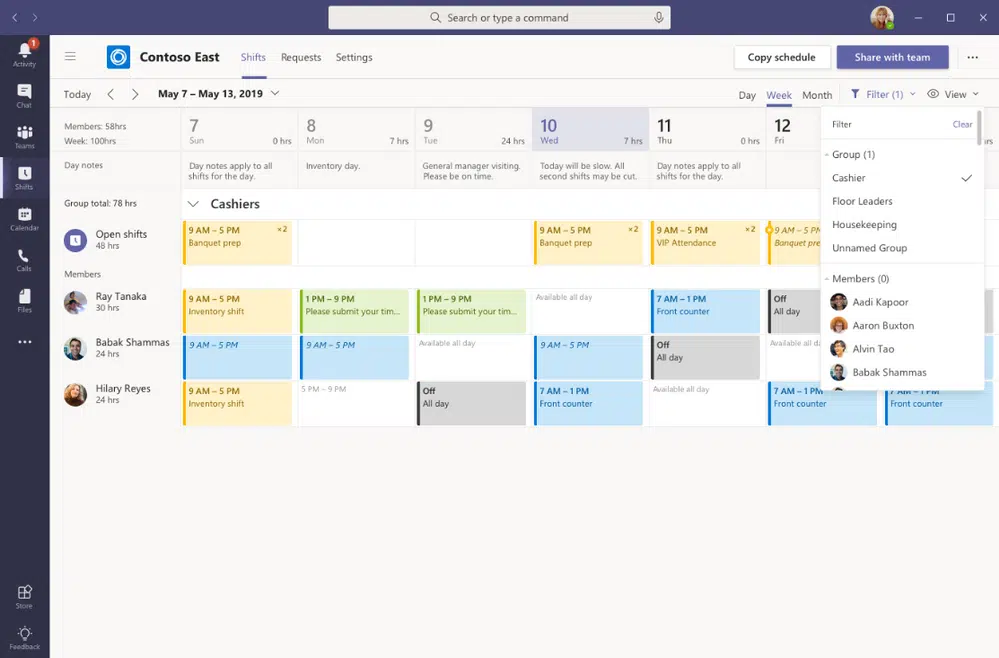 Search or type a command
1
Activity
Chat
Teams
Shifts
Calendar
Calls
Files
Store
Feedback
Contoso East
Shifts
Requests
Settings
Copy schedule
Share with team
Today
May 7 – May 13, 2019
Day
Week
Month
Filter (1)
View
Members: 58hrs
Week: 100hrs
7
Sun
0 hrs
8
Mon
7 hrs
9
Tue
24 hrs
10
Wed
7 hrs
11
Thu
0 hrs
12
Fri
Day notes
Day notes apply to all
shifts for the day.
Inventory day.
General manager visiting.
Please be on time.
Today will be slow. All
second shifts may be cut.
Day notes apply to all
shifts for the day.
Group total: 78 hrs
Cashiers
Open shifts
48 hrs
9 AM – 5 PM
×2
Banquet prep
9 AM – 5 PM
×2
Banquet prep
9 AM – 5 PM
×2
VIP Attendance
9 AM – 5 PM
Banquet pre
Members
Ray Tanaka
30 hrs
9 AM – 5 PM
Inventory shift
1 PM – 9 PM
Please submit your tim...
1 PM – 9 PM
Please submit your tim...
Available all day
7 AM – 1 PM
Front counter
Off
All day
Babak Shammas
24 hrs
9 AM – 5 PM
9 AM – 5 PM
Available all day
9 AM – 5 PM
Off
All day
Available all da
Hilary Reyes
24 hrs
9 AM – 5 PM
Inventory shift
5 PM – 9 PM
Off
All day
7 AM – 1 PM
Front counter
Available all day
7 AM – 1 PM
Front counter
7 AM – 1 PM
Front counter
Filter
Clear
Group (1)
Cashier
Floor Leaders
Housekeeping
Unnamed Group
Members (0)
Aadi Kapoor
Aaron Buxton
Alvin Tao
Babak Shammas